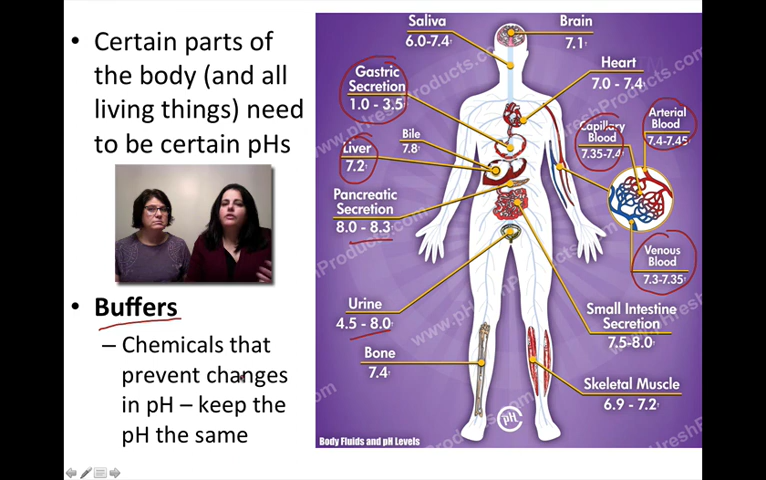 • Certain parts of
the body (and all
living things) need
to be certain pHs
• Buffers
– Chemicals that
prevent changes
in pH – keep the
pH the same
Saliva
6.0-7.4↑
Brain
7.1↑
Heart
7.0 - 7.4↑
Gastric
Secretion
1.0 - 3.5↑
Bile
7.8↑
Liver
7.2↑
Capillary
Blood
7.35-7.4↑
Arterial
Blood
7.4-7.45↑
Pancreatic
Secretion
8.0 - 8.3↑
Venous
Blood
7.3-7.35↑
Urine
4.5 - 8.0↑
Small Intestine
Secretion
7.5-8.0↑
Bone
7.4↑
Skeletal Muscle
6.9 - 7.2↑
pH
Body Fluids and pH Levels